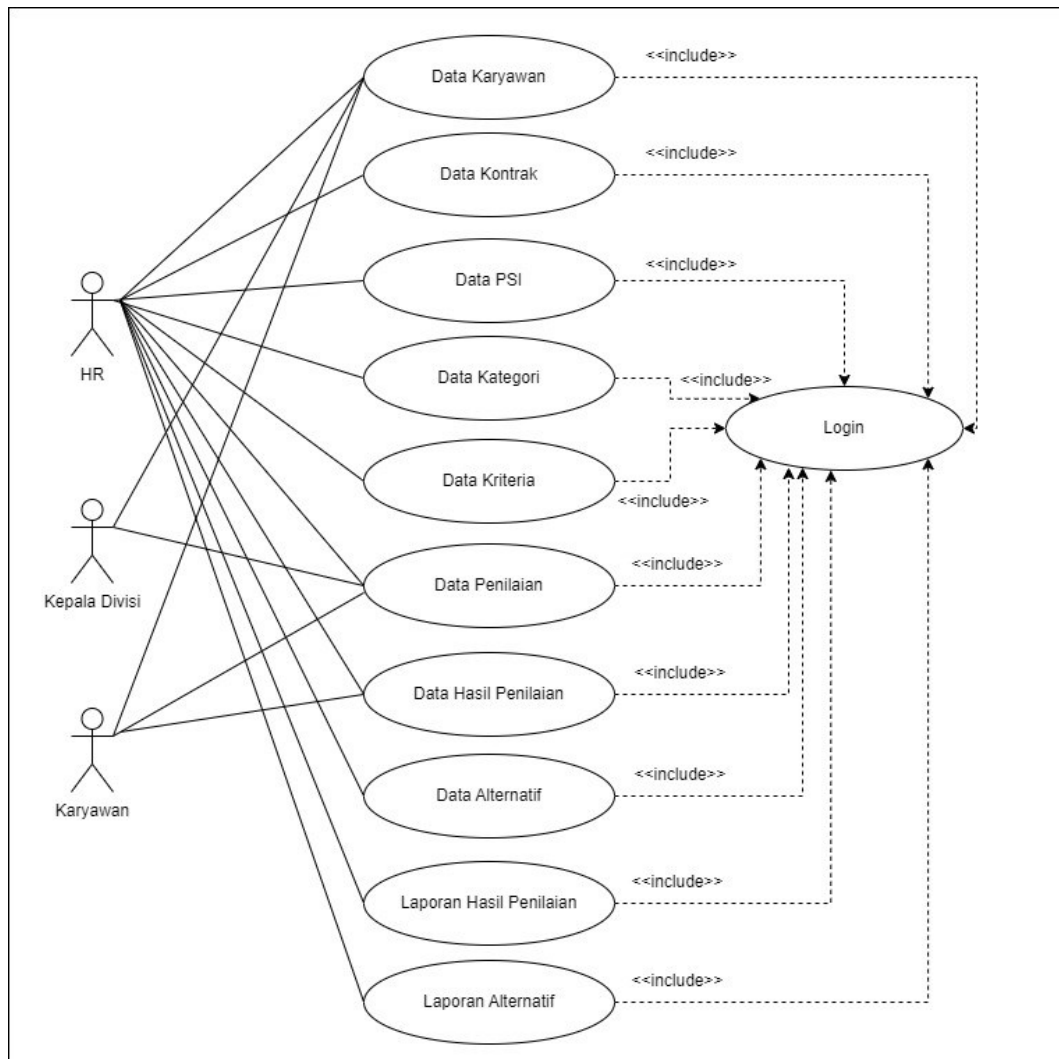 Data Karyawan
<<include>>
Data Kontrak
<<include>>
Data PSI
<<include>>
HR
Data Kategori
<<include>>
Login
Data Kriteria
<<include>>
Kepala Divisi
Data Penilaian
<<include>>
Data Hasil Penilaian
<<include>>
Karyawan
Data Alternatif
<<include>>
Laporan Hasil Penilaian
<<include>>
Laporan Alternatif
<<include>>